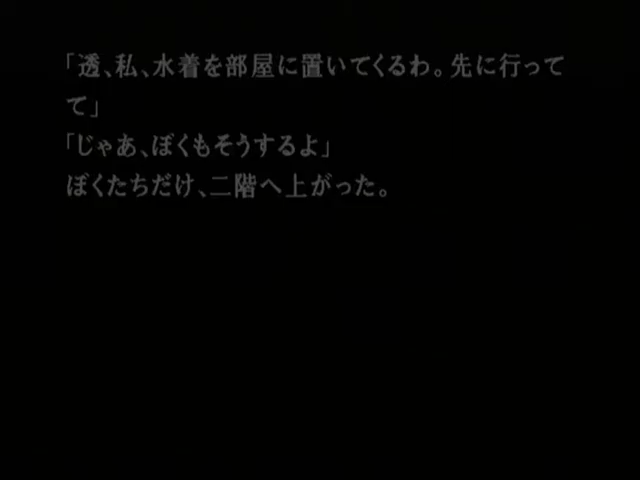 「透、私、水着を部屋に置いてくるわ。先に行って
て」
「じゃあ、ぼくもそうするよ」
ぼくたちだけ、二階へ上がった。